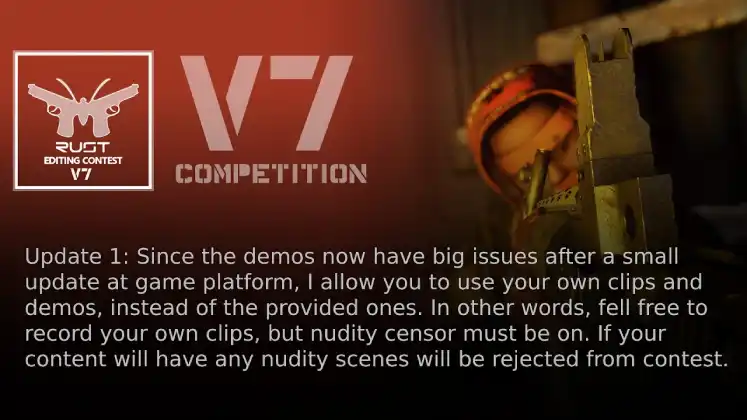 V7
COMPETITION
RUST
EDITING CONTEST
V7
Update 1: Since the demos now have big issues after a small
update at game platform, I allow you to use your own clips and
demos, instead of the provided ones. In other words, fell free to
record your own clips, but nudity censor must be on. If your
content will have any nudity scenes will be rejected from contest.